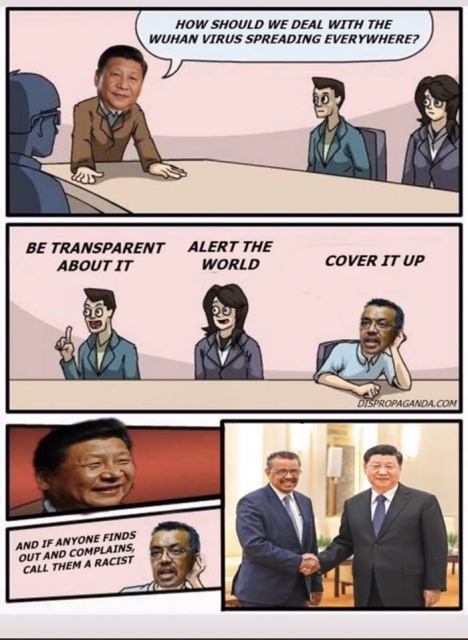 HOW SHOULD WE DEAL WITH THE
WUHAN VIRUS SPREADING EVERYWHERE?
BE TRANSPARENT
ABOUT IT
ALERT THE
WORLD
COVER IT UP
DISPROPAGANDA.COM
AND IF ANYONE FINDS
OUT AND COMPLAINS,
CALL THEM A RACIST